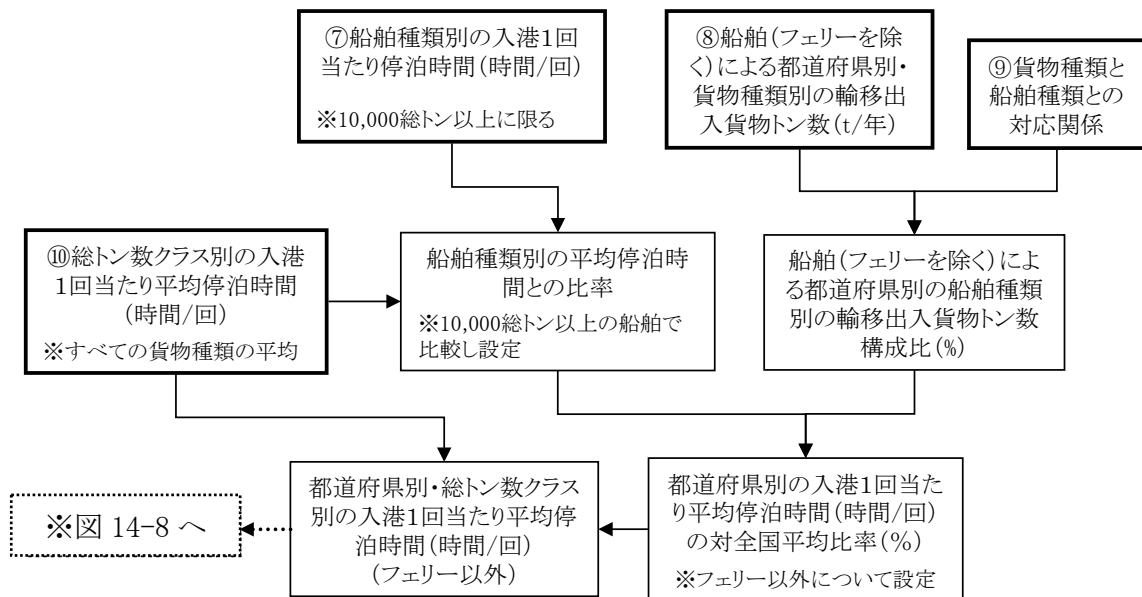 ⑦船舶種類別の入港1回
当たり停泊時間(時間/回)
※10,000総トン以上に限る
⑧船舶(フェリーを除
く)による都道府県別・
貨物種類別の輸移出
入貨物トン数(t/年)
⑨貨物種類と
船舶種類との
対応関係
⑩総トン数クラス別の入港
1回当たり平均停泊時間
(時間/回)
※すべての貨物種類の平均
船舶種類別の平均停泊時
間との比率
※10,000総トン以上の船舶で
比較し設定
船舶(フェリーを除く)によ
る都道府県別の船舶種類
別の輸移出入貨物トン数
構成比(%)
※図 14-8 へ
都道府県別・総トン数クラス
別の入港1回当たり平均停
泊時間(時間/回)
(フェリー以外)
都道府県別の入港1回当た
り平均停泊時間(時間/回)
の対全国平均比率(%)
※フェリー以外について設定